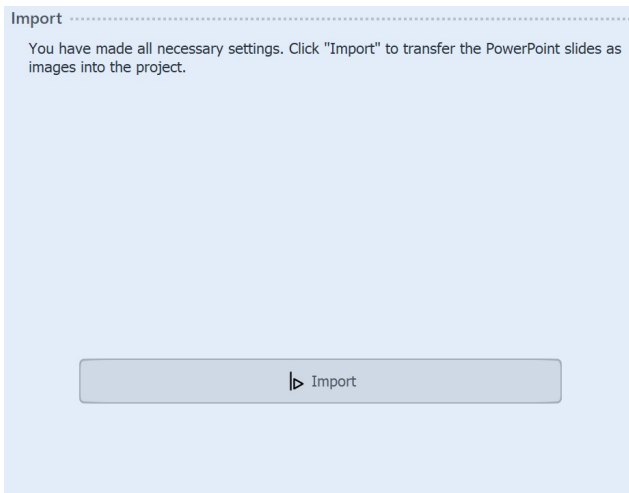 Import
You have made all necessary settings. Click "Import" to transfer the PowerPoint slides as
images into the project.
Import